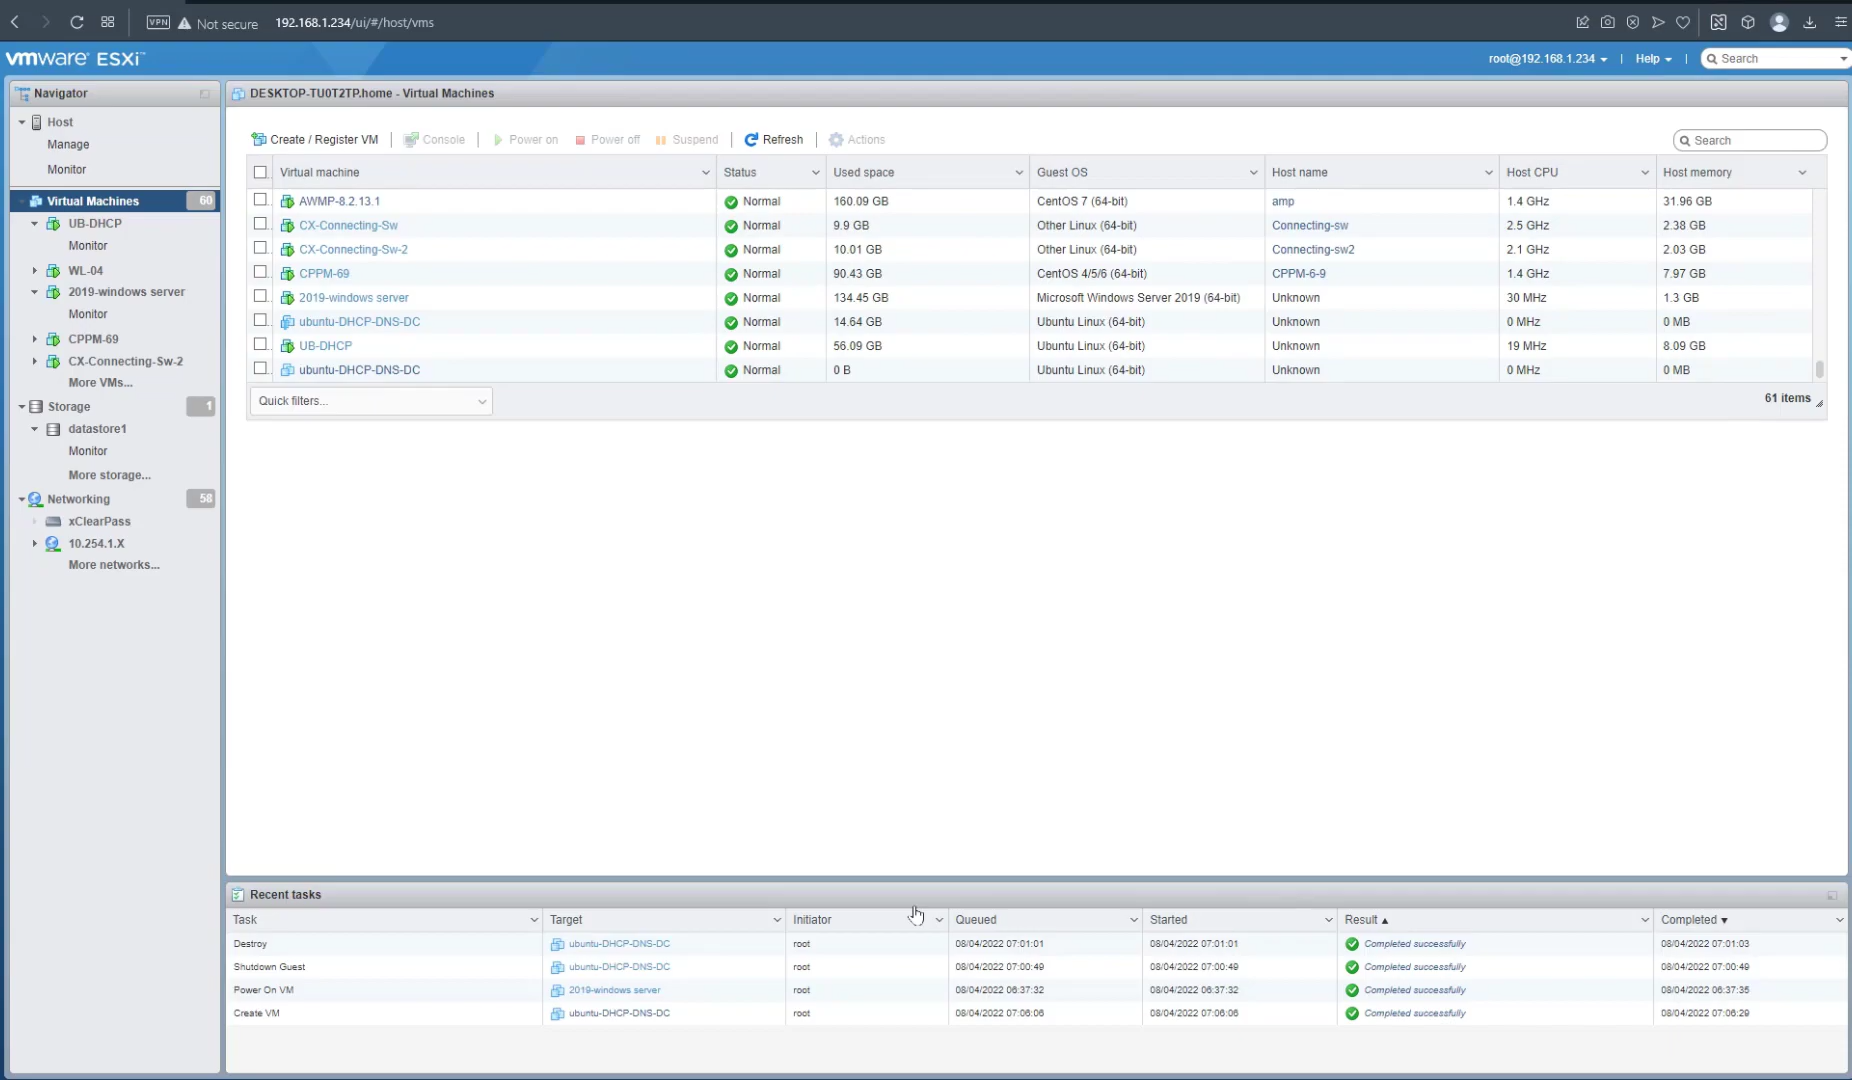 VPN Not secure 192.168.1.234/ui/#/host/vms
vmware ESXi™
root@192.168.1.234 | Help | Search
Navigator
Host
Manage
Monitor
Virtual Machines 60
UB-DHCP
Monitor
WL-04
2019-windows server
Monitor
CPPM-69
CX-Connecting-Sw-2
More VMs...
Storage 1
datastore1
Monitor
More storage...
Networking 58
xClearPass
10.254.1.X
More networks...
DESKTOP-TU0T2TP.home - Virtual Machines
Create / Register VM | Console | Power on Power off Suspend | Refresh | Actions
Search
Virtual machine Status Used space Guest OS Host name Host CPU Host memory
AWMP-8.2.13.1 Normal 160.09 GB CentOS 7 (64-bit) amp 1.4 GHz 31.96 GB
CX-Connecting-Sw Normal 9.9 GB Other Linux (64-bit) Connecting-sw 2.5 GHz 2.38 GB
CX-Connecting-Sw-2 Normal 10.01 GB Other Linux (64-bit) Connecting-sw2 2.1 GHz 2.03 GB
CPPM-69 Normal 90.43 GB CentOS 4/5/6 (64-bit) CPPM-6-9 1.4 GHz 7.97 GB
2019-windows server Normal 134.45 GB Microsoft Windows Server 2019 (64-bit) Unknown 30 MHz 1.3 GB
ubuntu-DHCP-DNS-DC Normal 14.64 GB Ubuntu Linux (64-bit) Unknown 0 MHz 0 MB
UB-DHCP Normal 56.09 GB Ubuntu Linux (64-bit) Unknown 19 MHz 8.09 GB
ubuntu-DHCP-DNS-DC Normal 0 B Ubuntu Linux (64-bit) Unknown 0 MHz 0 MB
Quick filters... 61 items
Recent tasks
Task Target Initiator Queued Started Result ▲ Completed ▼
Destroy ubuntu-DHCP-DNS-DC root 08/04/2022 07:01:01 08/04/2022 07:01:01 Completed successfully 08/04/2022 07:01:03
Shutdown Guest ubuntu-DHCP-DNS-DC root 08/04/2022 07:00:49 08/04/2022 07:00:49 Completed successfully 08/04/2022 07:00:49
Power On VM 2019-windows server root 08/04/2022 06:37:32 08/04/2022 06:37:32 Completed successfully 08/04/2022 06:37:35
Create VM ubuntu-DHCP-DNS-DC root 08/04/2022 07:06:06 08/04/2022 07:06:06 Completed successfully 08/04/2022 07:06:29